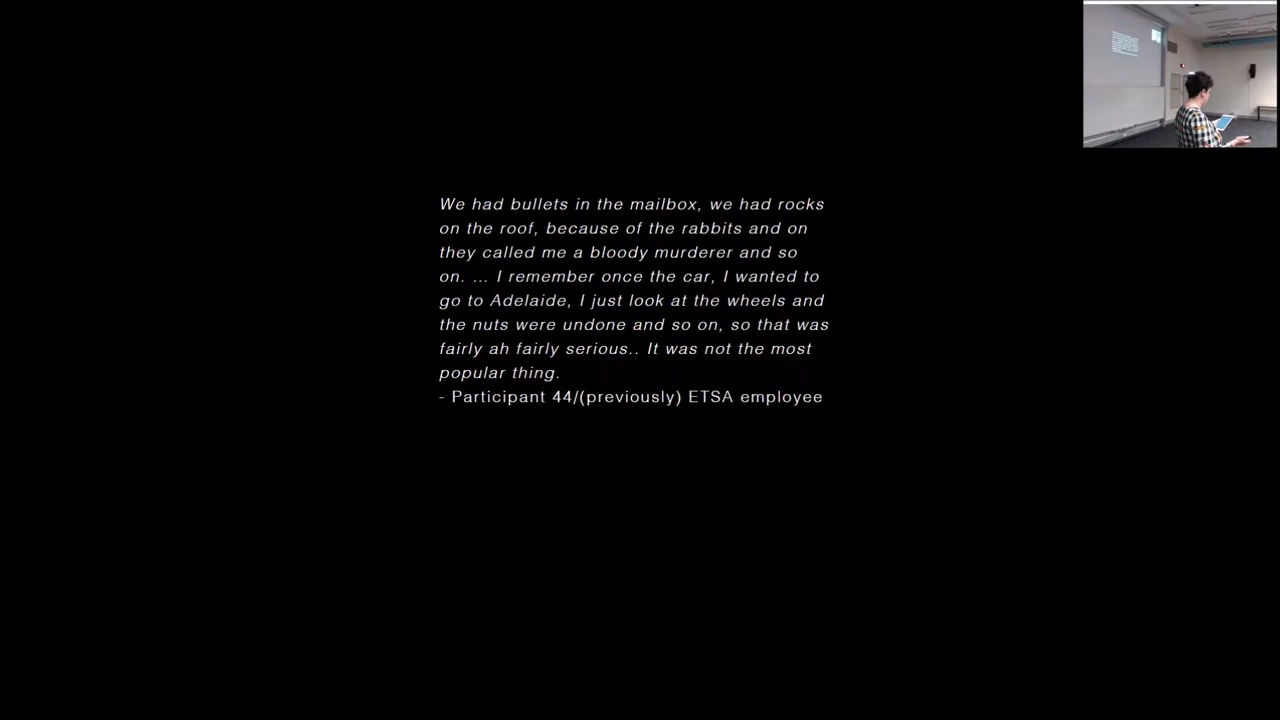 We had bullets in the mailbox, we had rocks
on the roof, because of the rabbits and on
they called me a bloody murderer and so
on. ... I remember once the car, I wanted to
go to Adelaide, I just look at the wheels and
the nuts were undone and so on, so that was
fairly ah fairly serious.. It was not the most
popular thing.
- Participant 44/(previously) ETSA employee